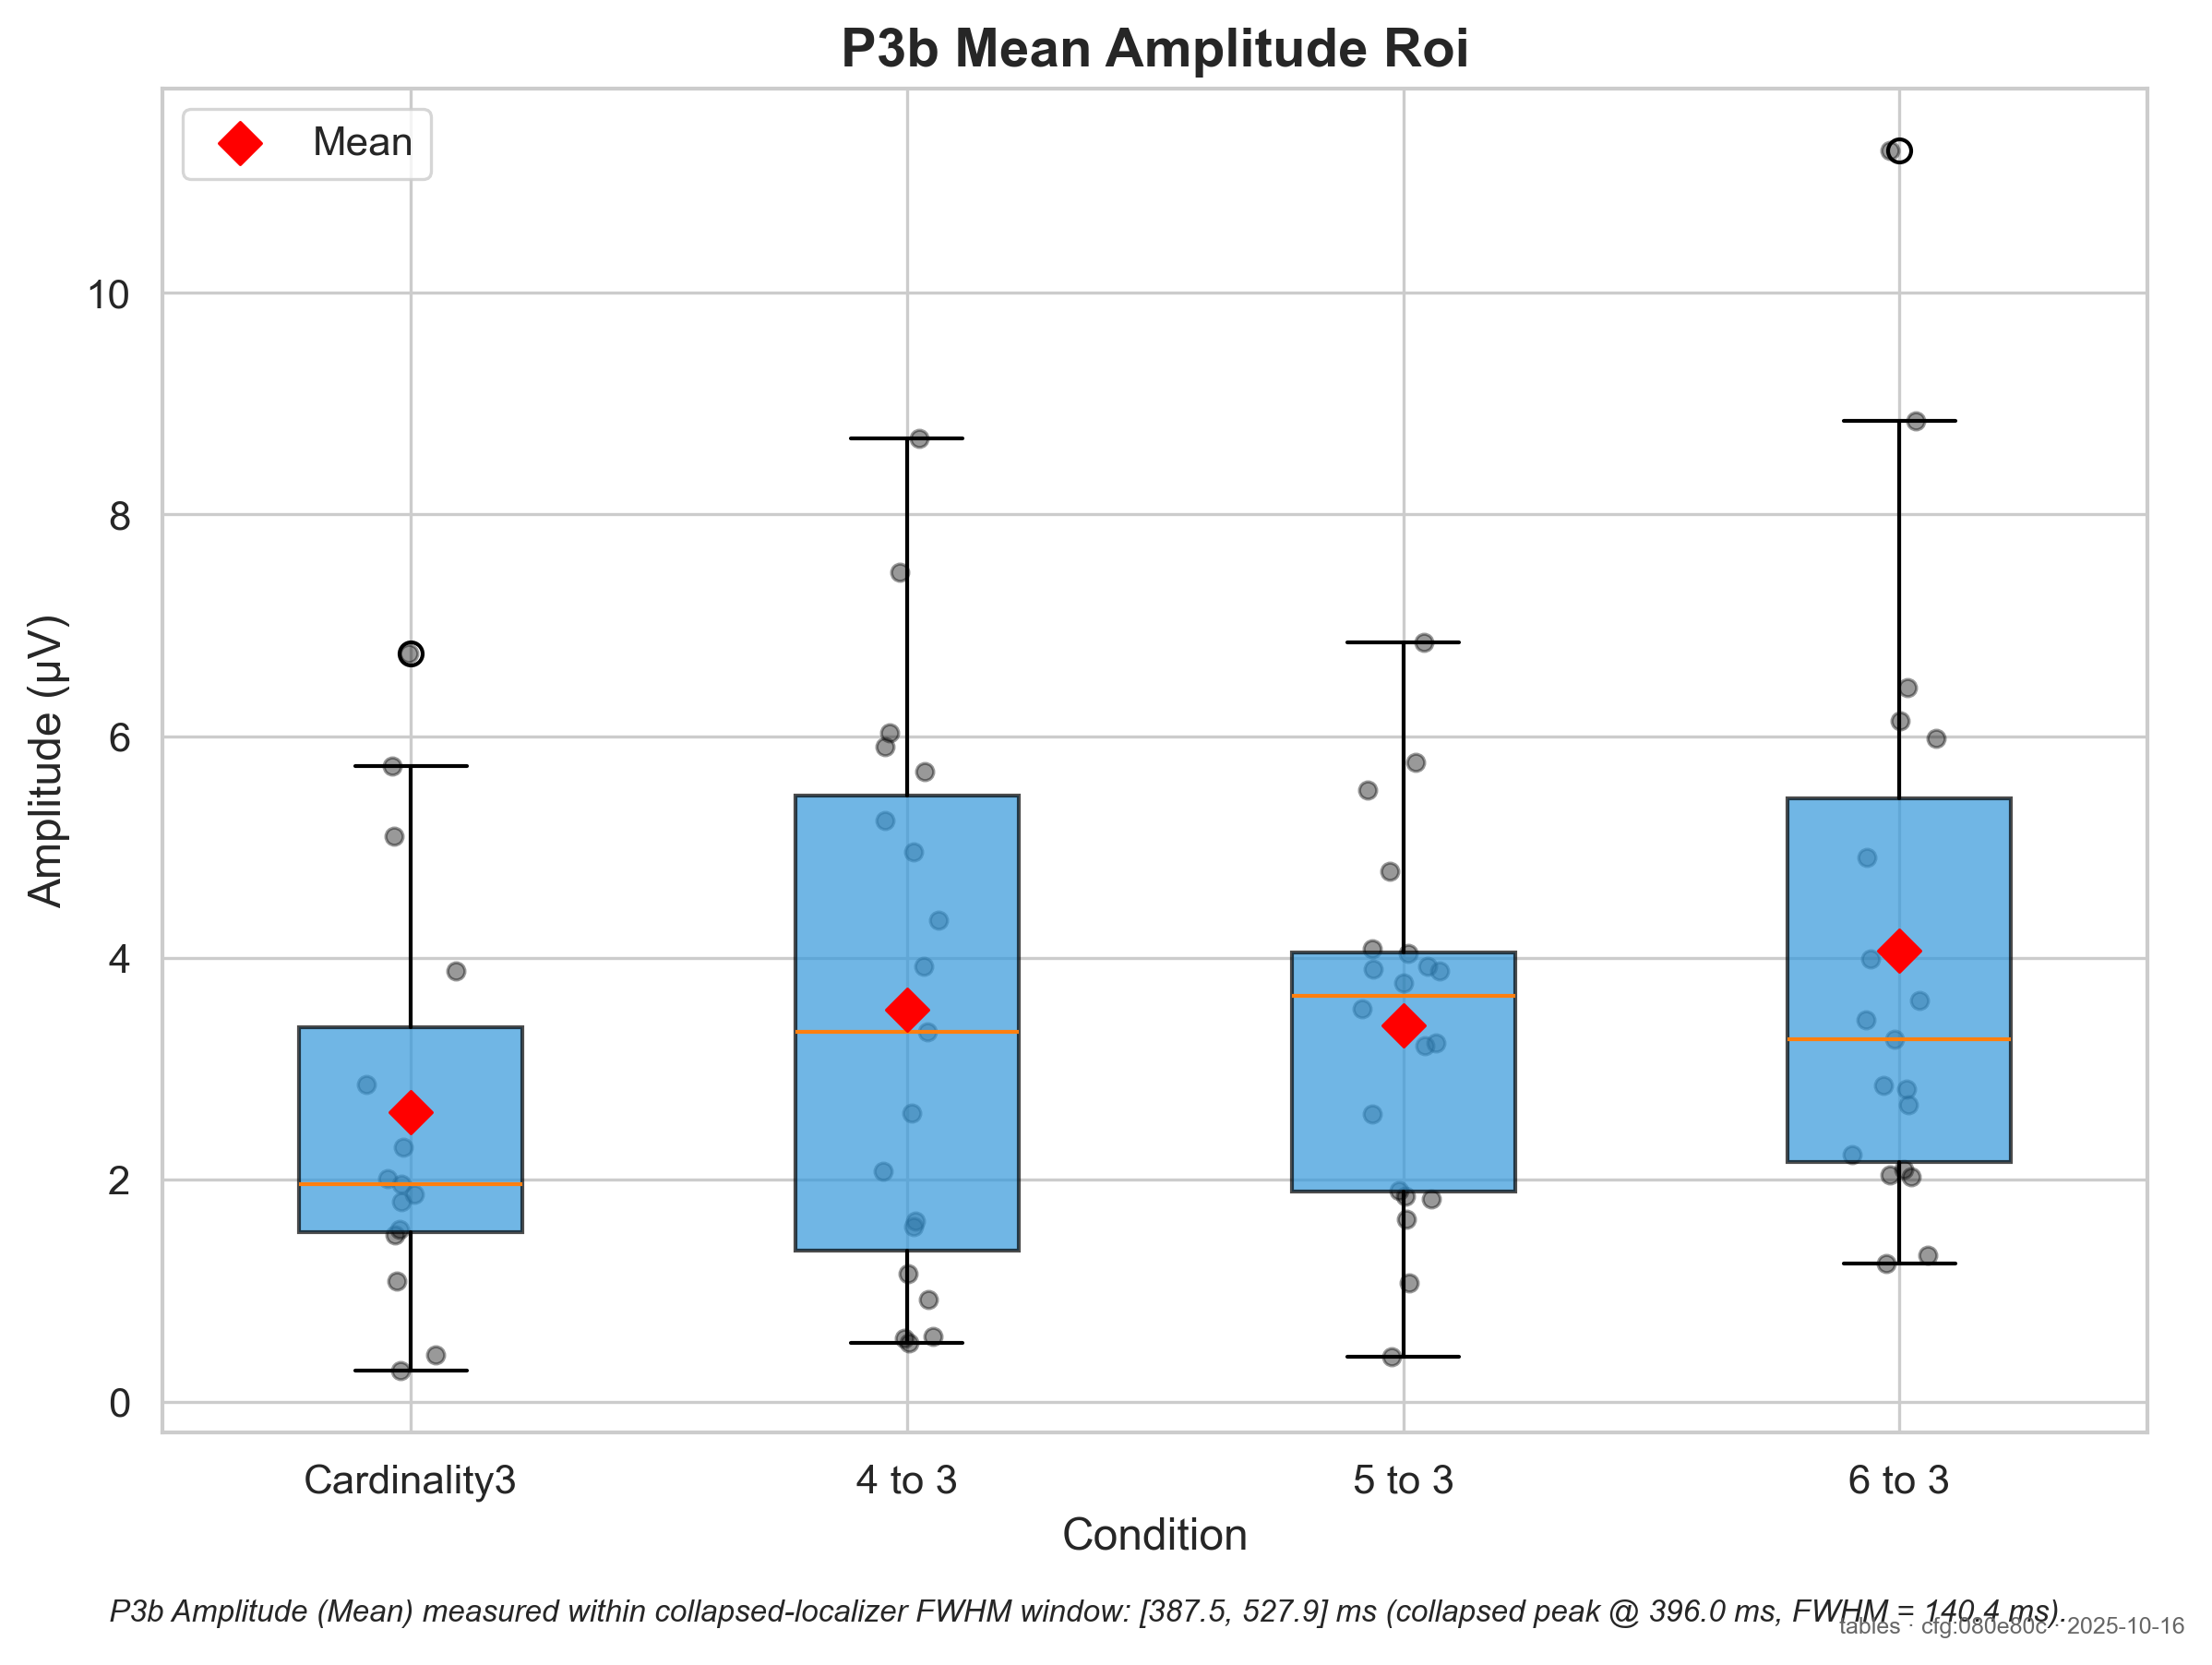 P3b Mean Amplitude Roi
Mean
10
8
6
4
2
0
Amplitude (µV)
Cardinality3
4 to 3
5 to 3
6 to 3
Condition
P3b Amplitude (Mean) measured within collapsed-localizer FWHM window: [387.5, 527.9] ms (collapsed peak @ 396.0 ms, FWHM = 140.4 ms).
tables · cfg:080e80c · 2025-10-16